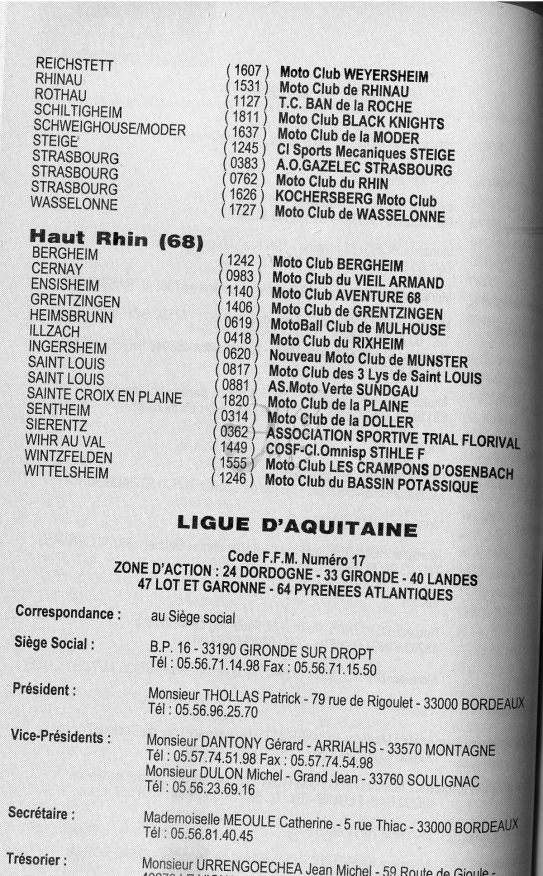 REICHSTETT ( 1607 ) Moto Club WEYERSHEIM
RHINAU ( 1531 ) Moto Club de RHINAU
ROTHAU ( 1127 ) T.C. BAN de la ROCHE
SCHILTIGHEIM ( 1811 ) Moto Club BLACK KNIGHTS
SCHWEIGHOUSE/MODER ( 1637 ) Moto Club de la MODER
STEIGE ( 1245 ) Cl Sports Mecaniques STEIGE
STRASBOURG ( 0383 ) A.O.GAZELEC STRASBOURG
STRASBOURG ( 0762 ) Moto Club du RHIN
STRASBOURG ( 1626 ) KOCHERSBERG Moto Club
WASSELONNE ( 1727 ) Moto Club de WASSELONNE
Haut Rhin (68)
BERGHEIM ( 1242 ) Moto Club BERGHEIM
CERNAY ( 0983 ) Moto Club du VIEIL ARMAND
ENSISHEIM ( 1140 ) Moto Club AVENTURE 68
GRENTZINGEN ( 1406 ) Moto Club de GRENTZINGEN
HEIMSBRUNN ( 0619 ) MotoBall Club de MULHOUSE
ILLZACH ( 0418 ) Moto Club du RIXHEIM
INGERSHEIM ( 0620 ) Nouveau Moto Club de MUNSTER
SAINT LOUIS ( 0817 ) Moto Club des 3 Lys de Saint LOUIS
SAINT LOUIS ( 0881 ) AS.Moto Verte SUNDGAU
SAINTE CROIX EN PLAINE ( 1820 ) Moto Club de la PLAINE
SENTHEIM ( 0314 ) Moto Club de la DOLLER
SIERENTZ ( 0362 ) ASSOCIATION SPORTIVE TRIAL FLORIVAL
WIHR AU VAL ( 1449 ) COSF-Cl.Omnisp STIHLE F
WINTZFELDEN ( 1555 ) Moto Club LES CRAMPONS D'OSENBACH
WITTELSHEIM ( 1246 ) Moto Club du BASSIN POTASSIQUE
LIGUE D'AQUITAINE
Code F.F.M. Numéro 17
ZONE D'ACTION : 24 DORDOGNE - 33 GIRONDE - 40 LANDES
47 LOT ET GARONNE - 64 PYRENEES ATLANTIQUES
Correspondance : au Siège social
Siège Social : B.P. 16 - 33190 GIRONDE SUR DROPT
Tél : 05.56.71.14.98 Fax : 05.56.71.15.50
Président : Monsieur THOLLAS Patrick - 79 rue de Rigoulet - 33000 BORDEAUX
Tél : 05.56.96.25.70
Vice-Présidents : Monsieur DANTONY Gérard - ARRIALHS - 33570 MONTAGNE
Tél : 05.57.74.51.98 Fax : 05.57.74.54.98
Monsieur DULON Michel - Grand Jean - 33760 SOULIGNAC
Tél : 05.56.23.69.16
Secrétaire : Mademoiselle MEOULE Catherine - 5 rue Thiac - 33000 BORDEAUX
Tél : 05.56.81.40.45
Trésorier : Monsieur URRENGOECHEA Jean Michel - 59 Route de Gioule -